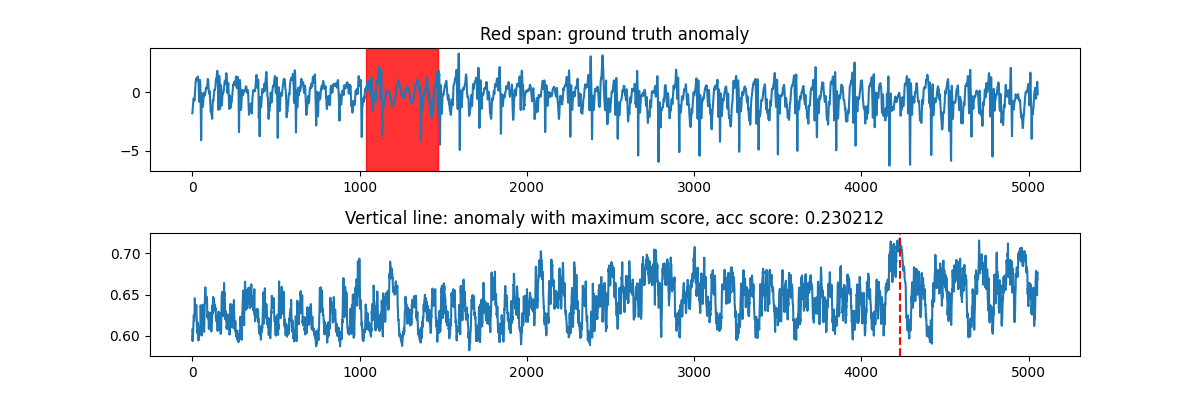 Red span: ground truth anomaly
0
−5
0 1000 2000 3000 4000 5000
Vertical line: anomaly with maximum score, acc score: 0.230212
0.70
0.65
0.60
0 1000 2000 3000 4000 5000